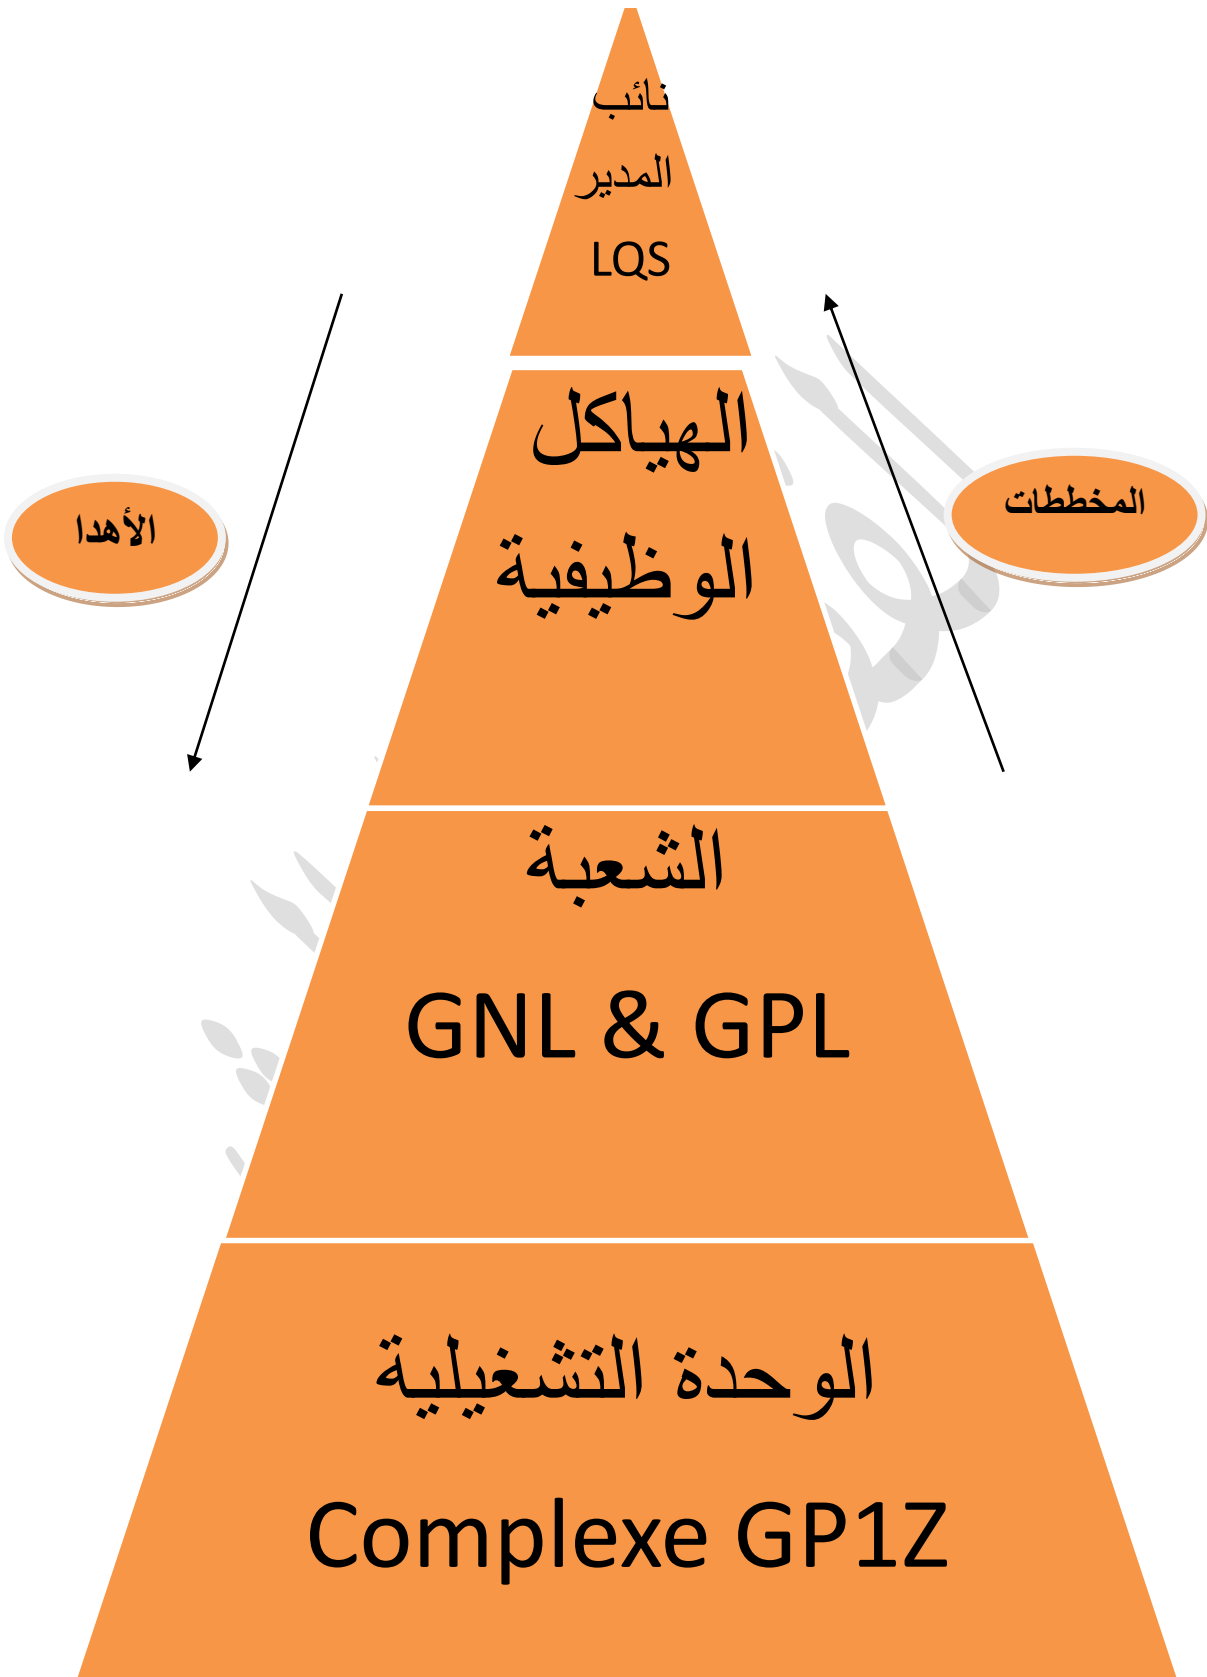 نائب
المدير
LQS
الهياكل
الوظيفية
المخططات
الأهدا
الشعبة
GNL & GPL
الوحدة التشغيلية
Complexe GP1Z